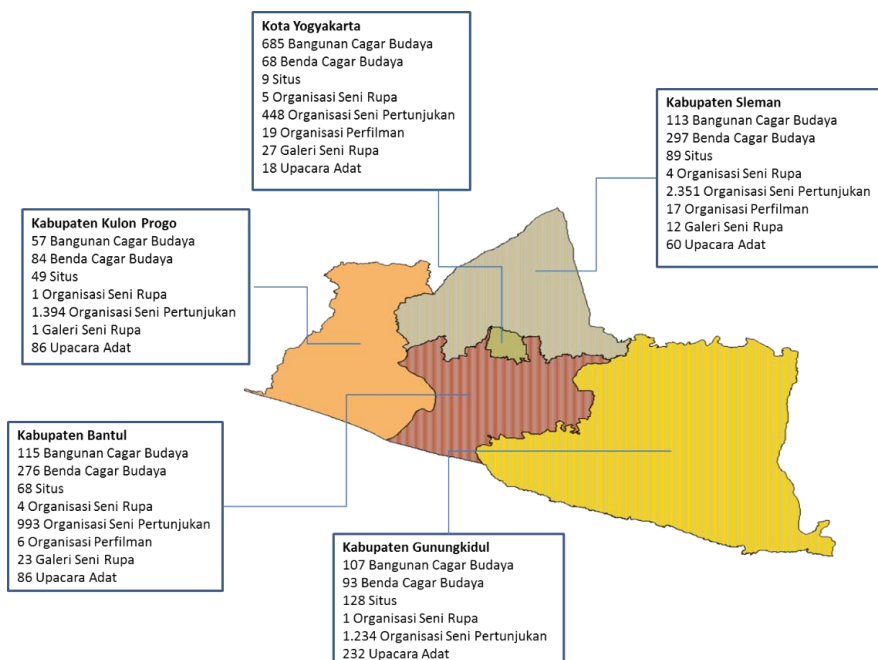 Kota Yogyakarta
685 Bangunan Cagar Budaya
68 Benda Cagar Budaya
9 Situs
5 Organisasi Seni Rupa
448 Organisasi Seni Pertunjukan
19 Organisasi Perfilman
27 Galeri Seni Rupa
18 Upacara Adat
Kabupaten Sleman
113 Bangunan Cagar Budaya
297 Benda Cagar Budaya
89 Situs
4 Organisasi Seni Rupa
2.351 Organisasi Seni Pertunjukan
17 Organisasi Perfilman
12 Galeri Seni Rupa
60 Upacara Adat
Kabupaten Kulon Progo
57 Bangunan Cagar Budaya
84 Benda Cagar Budaya
49 Situs
1 Organisasi Seni Rupa
1.394 Organisasi Seni Pertunjukan
1 Galeri Seni Rupa
86 Upacara Adat
Kabupaten Bantul
115 Bangunan Cagar Budaya
276 Benda Cagar Budaya
68 Situs
4 Organisasi Seni Rupa
993 Organisasi Seni Pertunjukan
6 Organisasi Perfilman
23 Galeri Seni Rupa
86 Upacara Adat
Kabupaten Gunungkidul
107 Bangunan Cagar Budaya
93 Benda Cagar Budaya
128 Situs
1 Organisasi Seni Rupa
1.234 Organisasi Seni Pertunjukan
232 Upacara Adat